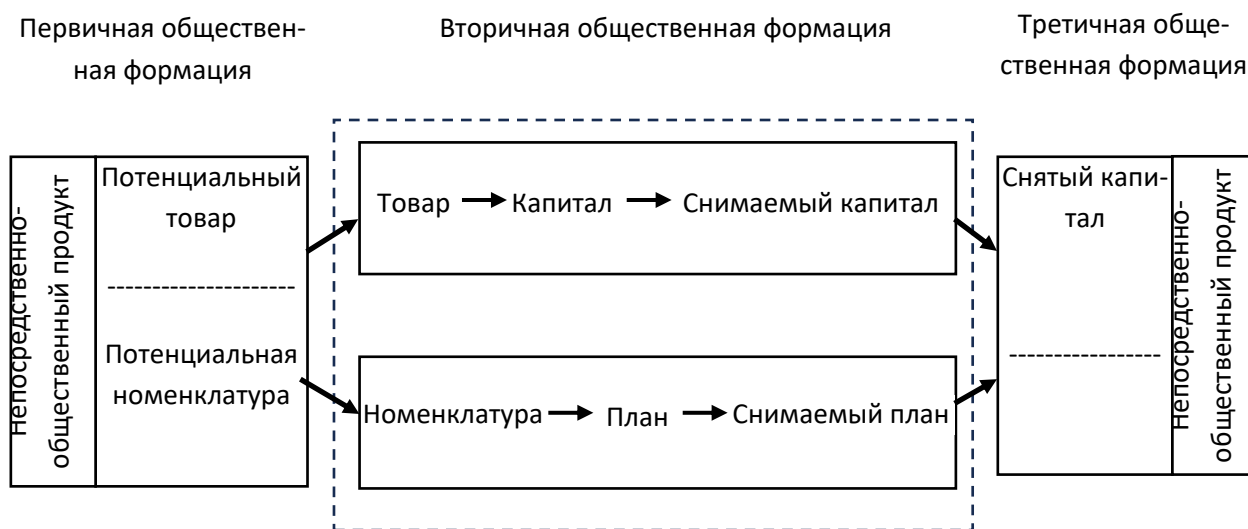 Первичная обществен-
ная формация
Вторичная общественная формация
Третичная обще-
ственная формация
непосредственно-
общественный продукт
Потенциальный
товар
----------------------
Потенциальная
номенклатура
Товар
Капитал
Снимаемый капитал
Номенклатура
План
Снимаемый план
Снятый капи-
тал
-----------------
непосредственно-
общественный продукт